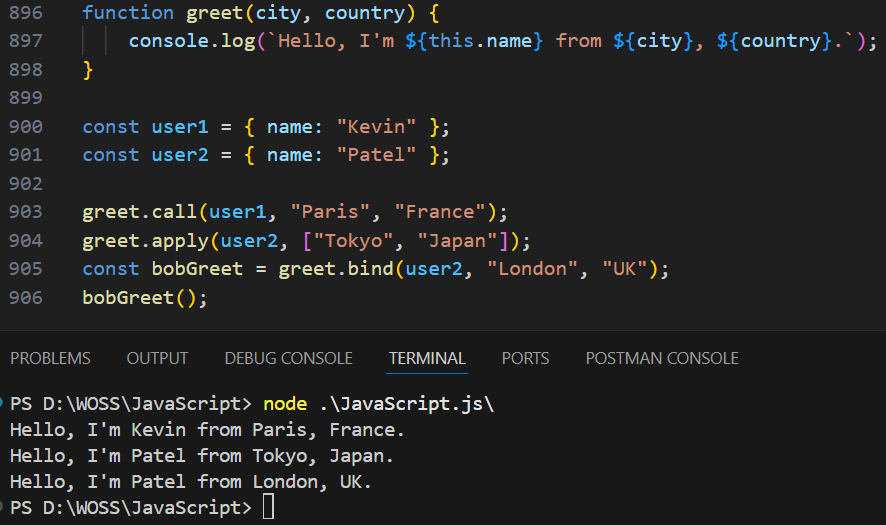 896 function greet(city, country) {
897     console.log(`Hello, I'm ${this.name} from ${city}, ${country}.`);
898 }
899
900 const user1 = { name: "Kevin" };
901 const user2 = { name: "Patel" };
902
903 greet.call(user1, "Paris", "France");
904 greet.apply(user2, ["Tokyo", "Japan"]);
905 const bobGreet = greet.bind(user2, "London", "UK");
906 bobGreet();
PROBLEMS OUTPUT DEBUG CONSOLE TERMINAL PORTS POSTMAN CONSOLE
PS D:\WOSS\JavaScript> node .\JavaScript.js\
Hello, I'm Kevin from Paris, France.
Hello, I'm Patel from Tokyo, Japan.
Hello, I'm Patel from London, UK.
PS D:\WOSS\JavaScript>